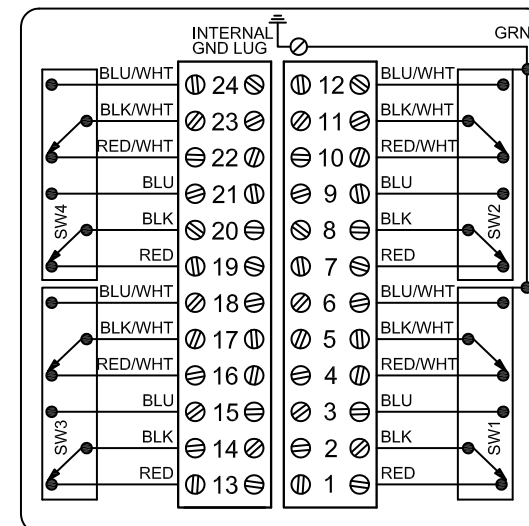 INTERNAL
GND LUG
GRN
BLU/WHT 24 12 BLU/WHT
BLK/WHT 23 11 BLK/WHT
RED/WHT 22 10 RED/WHT
BLU 21 9 BLU
SW4 SW2
BLK 20 8 BLK
RED 19 7 RED
BLU/WHT 18 6 BLU/WHT
BLK/WHT 17 5 BLK/WHT
RED/WHT 16 4 RED/WHT
BLU 15 3 BLU
SW3 SW1
BLK 14 2 BLK
RED 13 1 RED